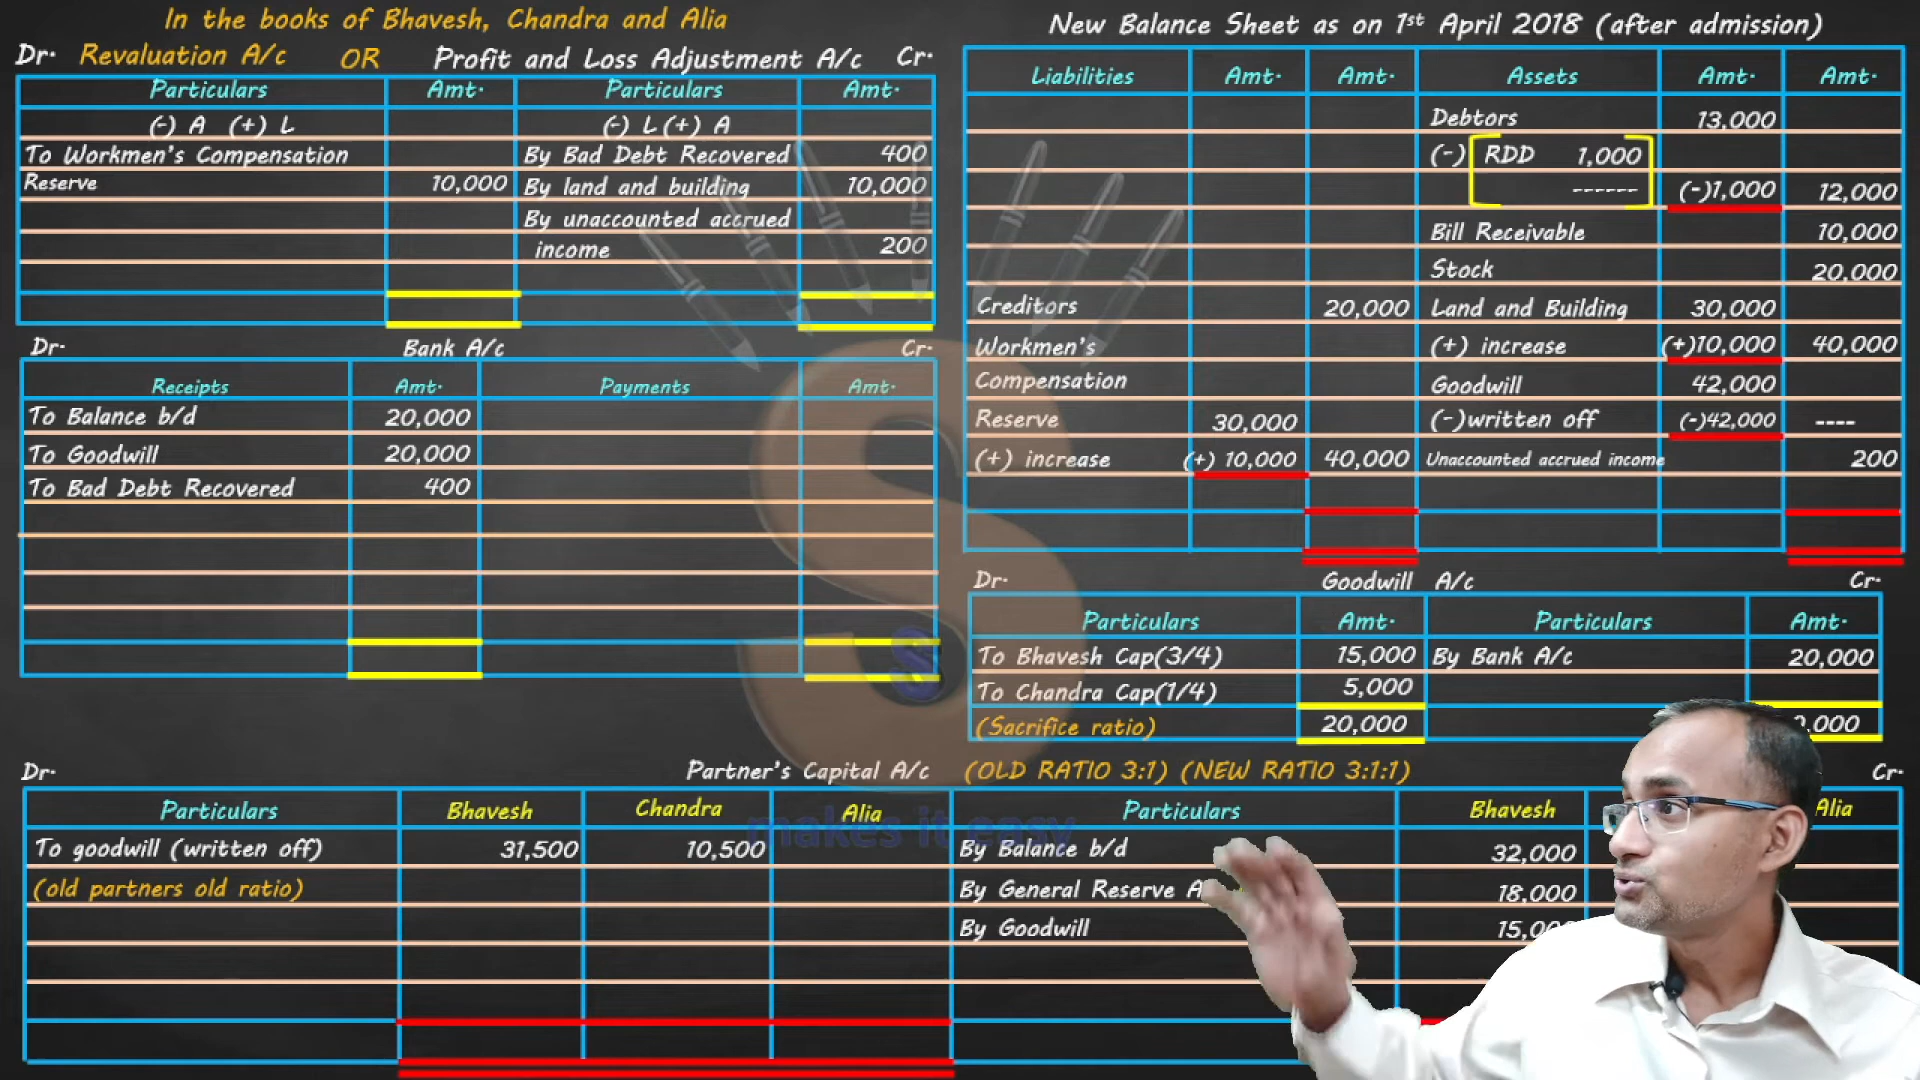 In the books of Bhavesh, Chandra and Alia
Dr. Revaluation A/c OR Profit and Loss Adjustment A/c Cr.
Particulars Amt. Particulars Amt.
(-) A (+) L (-) L (+) A
To Workmen's Compensation By Bad Debt Recovered 400
Reserve 10,000 By land and building 10,000
By unaccounted accrued
income 200
Dr. Bank A/c Cr.
Receipts Amt. Payments Amt.
To Balance b/d 20,000
To Goodwill 20,000
To Bad Debt Recovered 400
New Balance Sheet as on 1st April 2018 (after admission)
Liabilities Amt. Amt. Assets Amt. Amt.
Debtors 13,000
(-) RDD 1,000
------ (-)1,000 12,000
Bill Receivable 10,000
Stock 20,000
Creditors 20,000 Land and Building 30,000
Workmen's (+) increase (+)10,000 40,000
Compensation Goodwill 42,000
Reserve 30,000 (-)written off (-)42,000 ----
(+) increase (+) 10,000 40,000 Unaccounted accrued income 200
Dr. Goodwill A/c Cr.
Particulars Amt. Particulars Amt.
To Bhavesh Cap(3/4) 15,000 By Bank A/c 20,000
To Chandra Cap(1/4) 5,000
(Sacrifice ratio) 20,000
Dr. Partner's Capital A/c (OLD RATIO 3:1) (NEW RATIO 3:1:1) Cr.
Particulars Bhavesh Chandra Alia Particulars Bhavesh Alia
To goodwill (written off) 31,500 10,500 By Balance b/d 32,000
(old partners old ratio) By General Reserve 18,000
By Goodwill
makes it easy